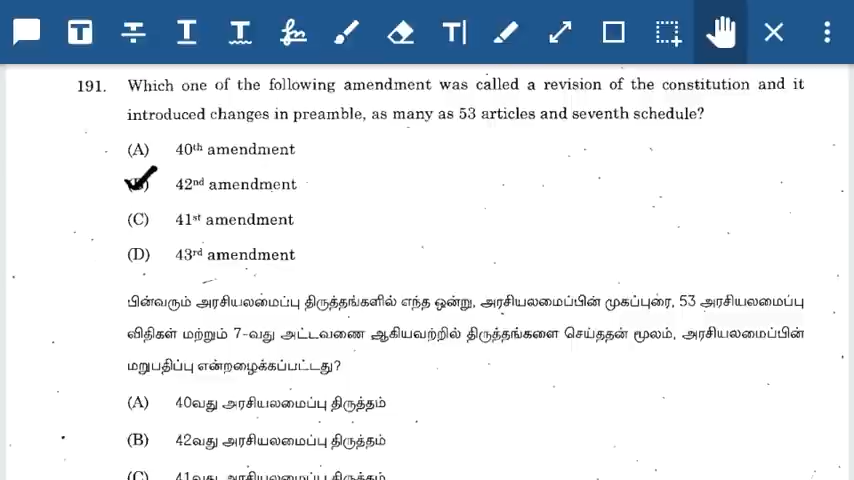 191. Which one of the following amendment was called a revision of the constitution and it
introduced changes in preamble, as many as 53 articles and seventh schedule?
(A) 40th amendment
(B) 42nd amendment
(C) 41st amendment
(D) 43rd amendment
பின்வரும் அரசியலமைப்பு திருத்தங்களில் எந்த ஒன்று, அரசியலமைப்பின் முகப்புரை, 53 அரசியலமைப்பு
விதிகள் மற்றும் 7-வது அட்டவணை ஆகியவற்றில் திருத்தங்களை செய்ததன் மூலம், அரசியலமைப்பின்
மறுபதிப்பு என்றழைக்கப்பட்டது?
(A) 40வது அரசியலமைப்பு திருத்தம்
(B) 42வது அரசியலமைப்பு திருத்தம்
(C) 41வது அரசியலமைப்பு திருத்தம்